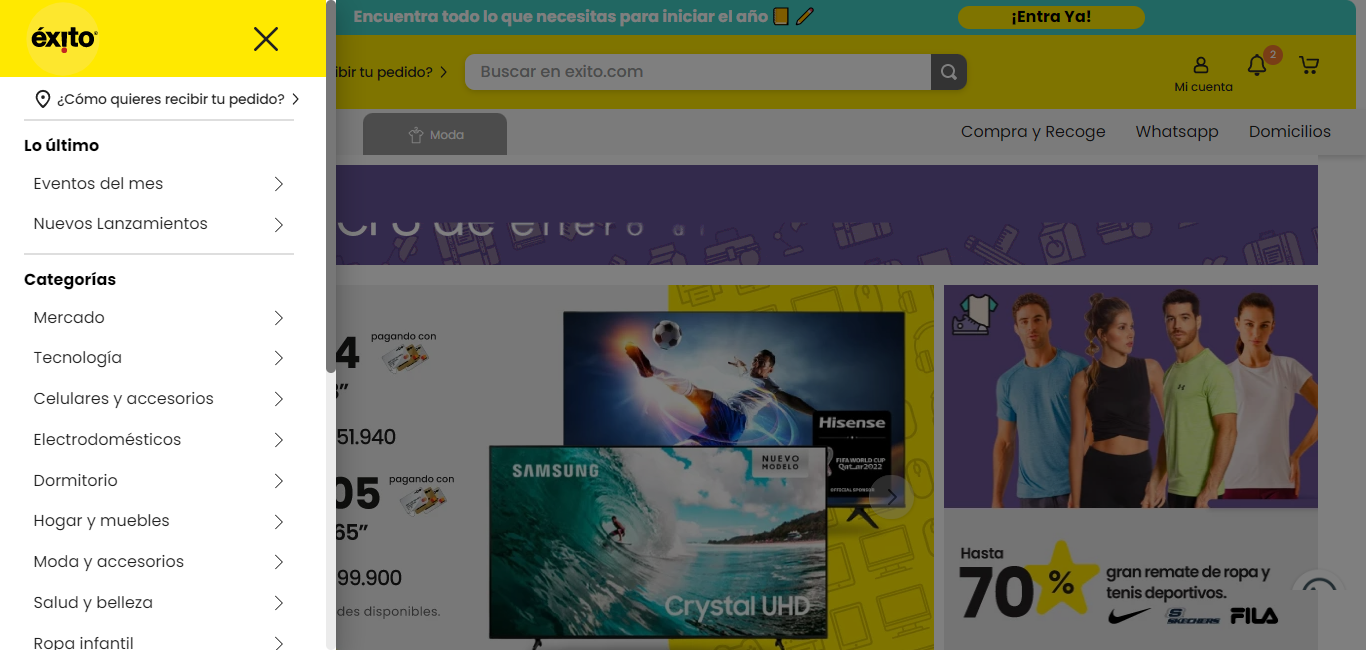 éxito
¿Cómo quieres recibir tu pedido?
Lo último
Eventos del mes
Nuevos Lanzamientos
Categorías
Mercado
Tecnología
Celulares y accesorios
Electrodomésticos
Dormitorio
Hogar y muebles
Moda y accesorios
Salud y belleza
Ropa infantil
Encuentra todo lo que necesitas para iniciar el año
¡Entra Ya!
ibir tu pedido?
Buscar en exito.com
Mi cuenta
2
Moda
Compra y Recoge
Whatsapp
Domicilios
de enero
4 pagando con
51.940
05 pagando con
65”
99.900
des disponibles.
Hisense
FIFA WORLD CUP
Qatar2022
OFFICIAL SPONSOR
SAMSUNG
NUEVO
MODELO
Crystal UHD
Hasta
70%
gran remate de ropa y
tenis deportivos.
SKECHERS
FILA